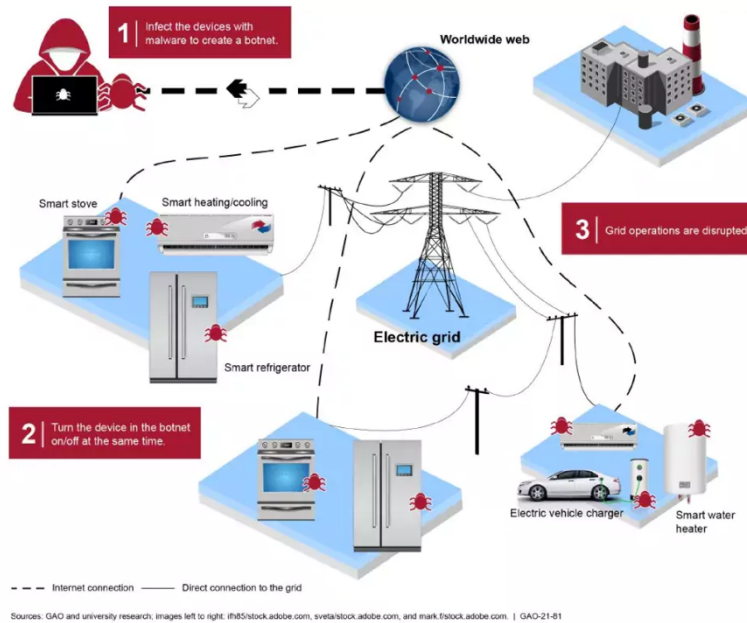 1
Infect the devices with
malware to create a botnet.
Worldwide web
Smart stove
Smart heating/cooling
3
Grid operations are disrupted
Electric grid
Smart refrigerator
2
Turn the device in the botnet
on/off at the same time.
Electric vehicle charger
Smart water
heater
Internet connection
Direct connection to the grid
Sources: GAO and university research; images left to right: ifh85/stock.adobe.com, sveta/stock.adobe.com, and mark.f/stock.adobe.com. | GAO-21-81